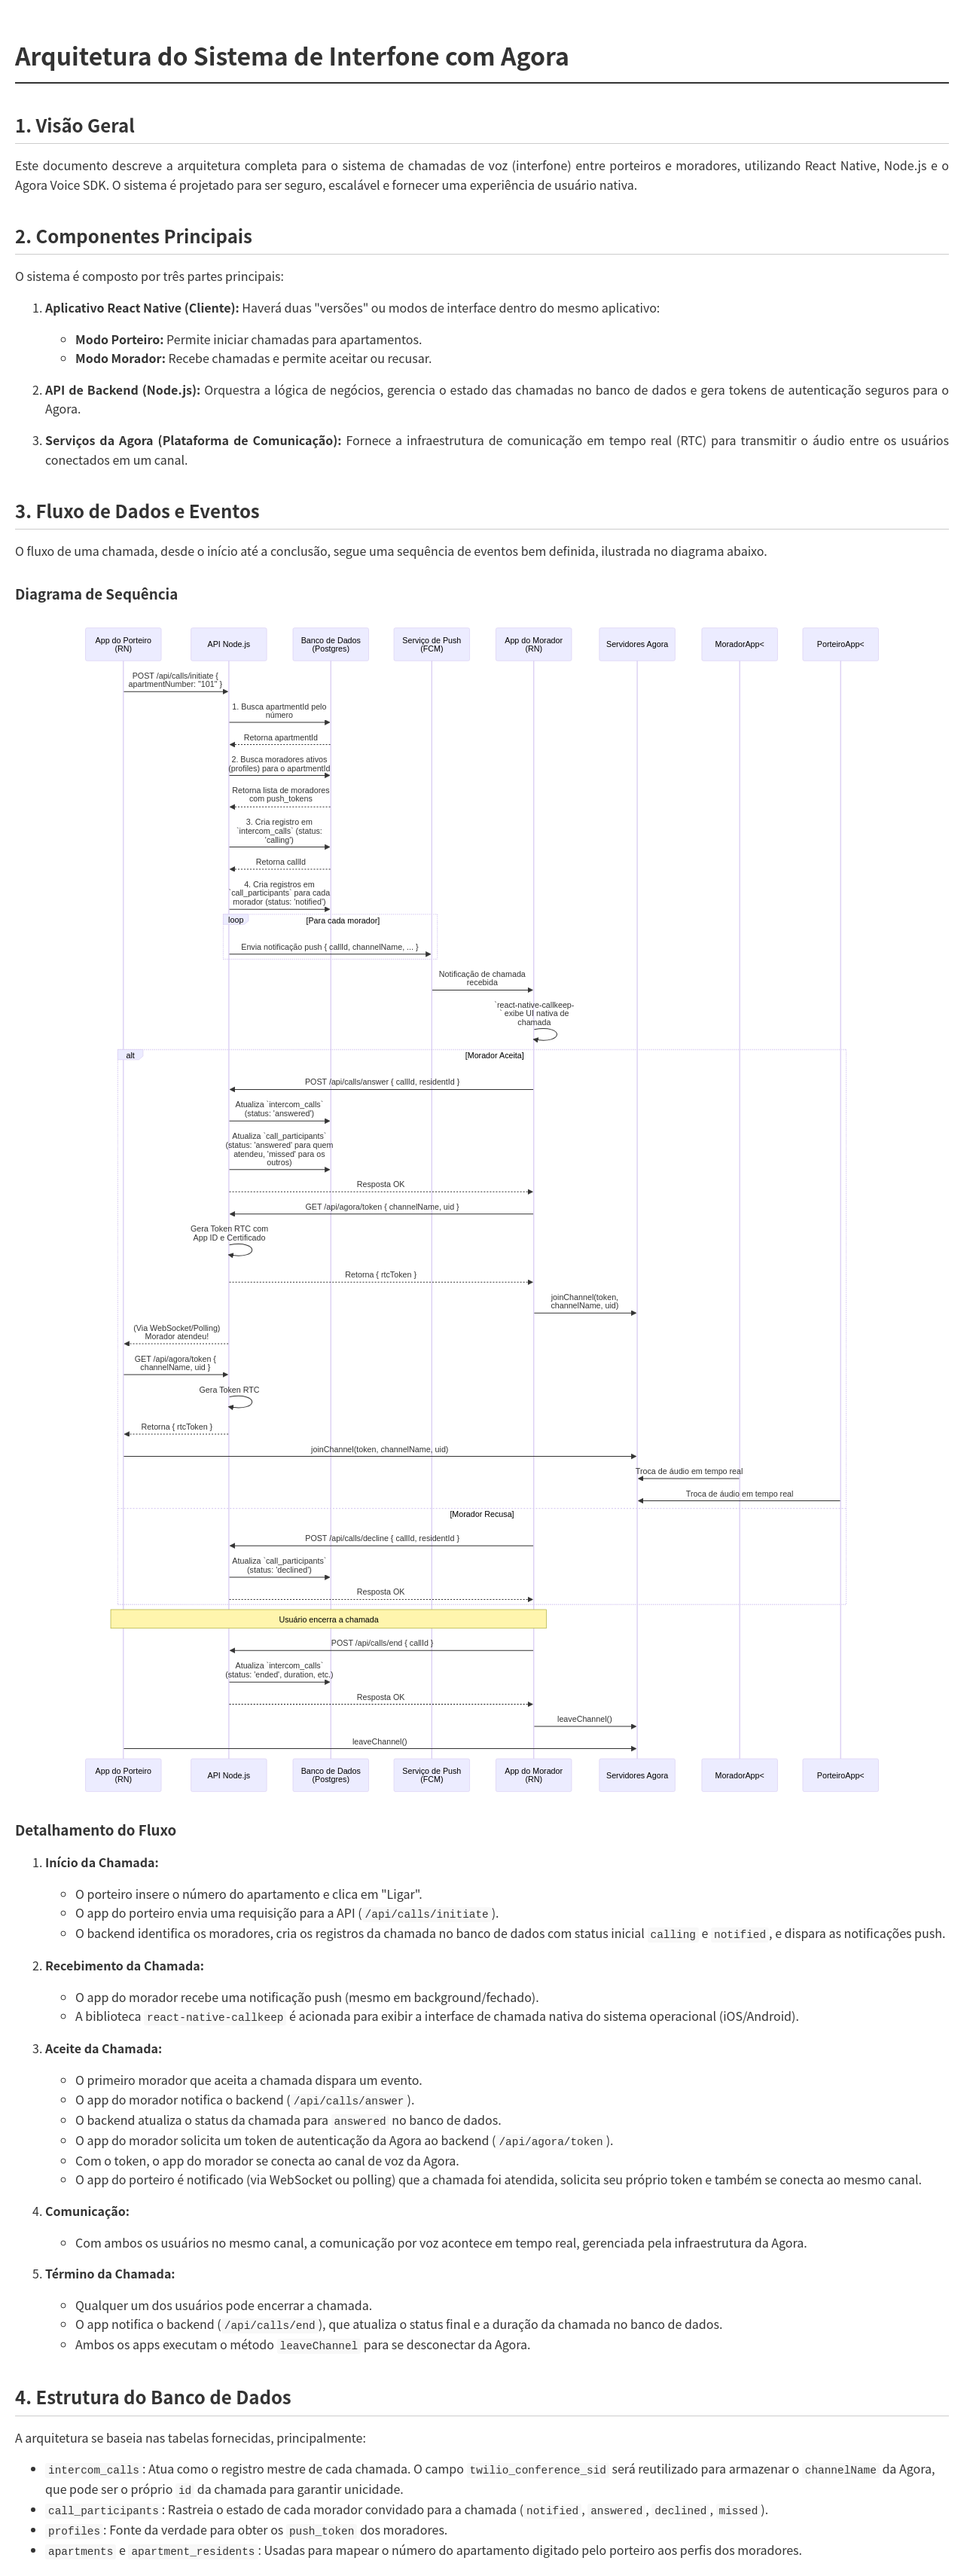 Arquitetura do Sistema de Interfone com Agora
1. Visão Geral
Este documento descreve a arquitetura completa para o sistema de chamadas de voz (interfone) entre porteiros e moradores, utilizando React Native, Node.js e o
Agora Voice SDK. O sistema é projetado para ser seguro, escalável e fornecer uma experiência de usuário nativa.
2. Componentes Principais
O sistema é composto por três partes principais:
1. Aplicativo React Native (Cliente): Haverá duas "versões" ou modos de interface dentro do mesmo aplicativo:
Modo Porteiro: Permite iniciar chamadas para apartamentos.
Modo Morador: Recebe chamadas e permite aceitar ou recusar.
2. API de Backend (Node.js): Orquestra a lógica de negócios, gerencia o estado das chamadas no banco de dados e gera tokens de autenticação seguros para o
Agora.
3. Serviços da Agora (Plataforma de Comunicação): Fornece a infraestrutura de comunicação em tempo real (RTC) para transmitir o áudio entre os usuários
conectados em um canal.
3. Fluxo de Dados e Eventos
O fluxo de uma chamada, desde o início até a conclusão, segue uma sequência de eventos bem definida, ilustrada no diagrama abaixo.
Diagrama de Sequência
App do Porteiro
(RN)
API Node.js
Banco de Dados
(Postgres)
Serviço de Push
(FCM)
App do Morador
(RN)
Servidores Agora
MoradorApp<
PorteiroApp<
POST /api/calls/initiate {
apartmentNumber: "101" }
1. Busca apartmentId pelo
número
Retorna apartmentId
2. Busca moradores ativos
(profiles) para o apartmentId
Retorna lista de moradores
com push_tokens
3. Cria registro em
`intercom_calls` (status:
'calling')
Retorna callId
4. Cria registros em
`call_participants` para cada
morador (status: 'notified')
loop
[Para cada morador]
Envia notificação push { callId, channelName, ... }
Notificação de chamada
recebida
`react-native-callkeep-
` exibe UI nativa de
chamada
alt
[Morador Aceita]
POST /api/calls/answer { callId, residentId }
Atualiza `intercom_calls`
(status: 'answered')
Atualiza `call_participants`
(status: 'answered' para quem
atendeu, 'missed' para os
outros)
Resposta OK
GET /api/agora/token { channelName, uid }
Gera Token RTC com
App ID e Certificado
Retorna { rtcToken }
joinChannel(token,
channelName, uid)
(Via WebSocket/Polling)
Morador atendeu!
GET /api/agora/token {
channelName, uid }
Gera Token RTC
Retorna { rtcToken }
joinChannel(token, channelName, uid)
Troca de áudio em tempo real
Troca de áudio em tempo real
[Morador Recusa]
POST /api/calls/decline { callId, residentId }
Atualiza `call_participants`
(status: 'declined')
Resposta OK
Usuário encerra a chamada
POST /api/calls/end { callId }
Atualiza `intercom_calls`
(status: 'ended', duration, etc.)
Resposta OK
leaveChannel()
leaveChannel()
App do Porteiro
(RN)
API Node.js
Banco de Dados
(Postgres)
Serviço de Push
(FCM)
App do Morador
(RN)
Servidores Agora
MoradorApp<
PorteiroApp<
Detalhamento do Fluxo
1. Início da Chamada:
O porteiro insere o número do apartamento e clica em "Ligar".
O app do porteiro envia uma requisição para a API ( /api/calls/initiate ).
O backend identifica os moradores, cria os registros da chamada no banco de dados com status inicial calling e notified , e dispara as notificações push.
2. Recebimento da Chamada:
O app do morador recebe uma notificação push (mesmo em background/fechado).
A biblioteca react-native-callkeep é acionada para exibir a interface de chamada nativa do sistema operacional (iOS/Android).
3. Aceite da Chamada:
O primeiro morador que aceita a chamada dispara um evento.
O app do morador notifica o backend ( /api/calls/answer ).
O backend atualiza o status da chamada para answered no banco de dados.
O app do morador solicita um token de autenticação da Agora ao backend ( /api/agora/token ).
Com o token, o app do morador se conecta ao canal de voz da Agora.
O app do porteiro é notificado (via WebSocket ou polling) que a chamada foi atendida, solicita seu próprio token e também se conecta ao mesmo canal.
4. Comunicação:
Com ambos os usuários no mesmo canal, a comunicação por voz acontece em tempo real, gerenciada pela infraestrutura da Agora.
5. Término da Chamada:
Qualquer um dos usuários pode encerrar a chamada.
O app notifica o backend ( /api/calls/end ), que atualiza o status final e a duração da chamada no banco de dados.
Ambos os apps executam o método leaveChannel para se desconectar da Agora.
4. Estrutura do Banco de Dados
A arquitetura se baseia nas tabelas fornecidas, principalmente:
intercom_calls : Atua como o registro mestre de cada chamada. O campo twilio_conference_sid será reutilizado para armazenar o channelName da Agora,
que pode ser o próprio id da chamada para garantir unicidade.
call_participants : Rastreia o estado de cada morador convidado para a chamada ( notified , answered , declined , missed ).
profiles : Fonte da verdade para obter os push_token dos moradores.
apartments e apartment_residents : Usadas para mapear o número do apartamento digitado pelo porteiro aos perfis dos moradores.